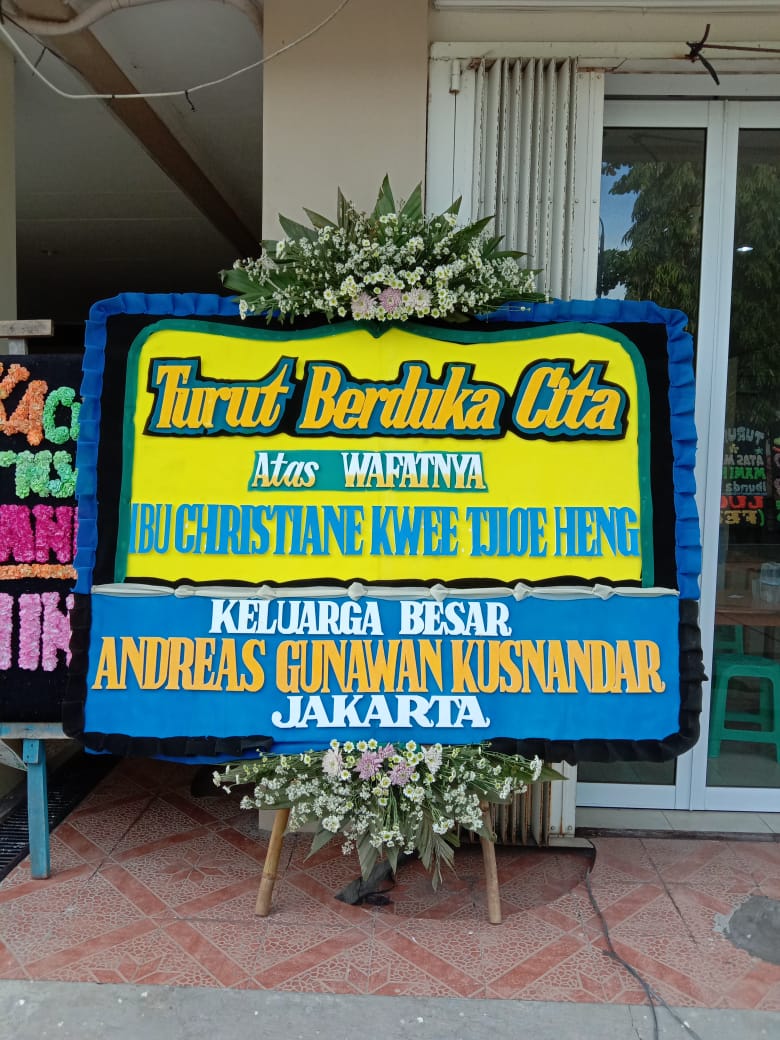 Turut Berduka Cita
Atas WAFATNYA
IBU CHRISTIANE KWEE TJIOE HENG
KELUARGA BESAR
ANDREAS GUNAWAN KUSNANDAR
JAKARTA